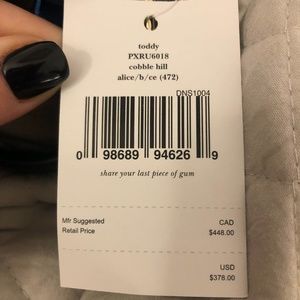 toddy
PXRU6018
cobble hill
alice/b/ce (472)
DNS1004
0 98689 94626 9
share your last piece of gum
Mfr Suggested CAD
Retail Price $448.00
USD
$378.00